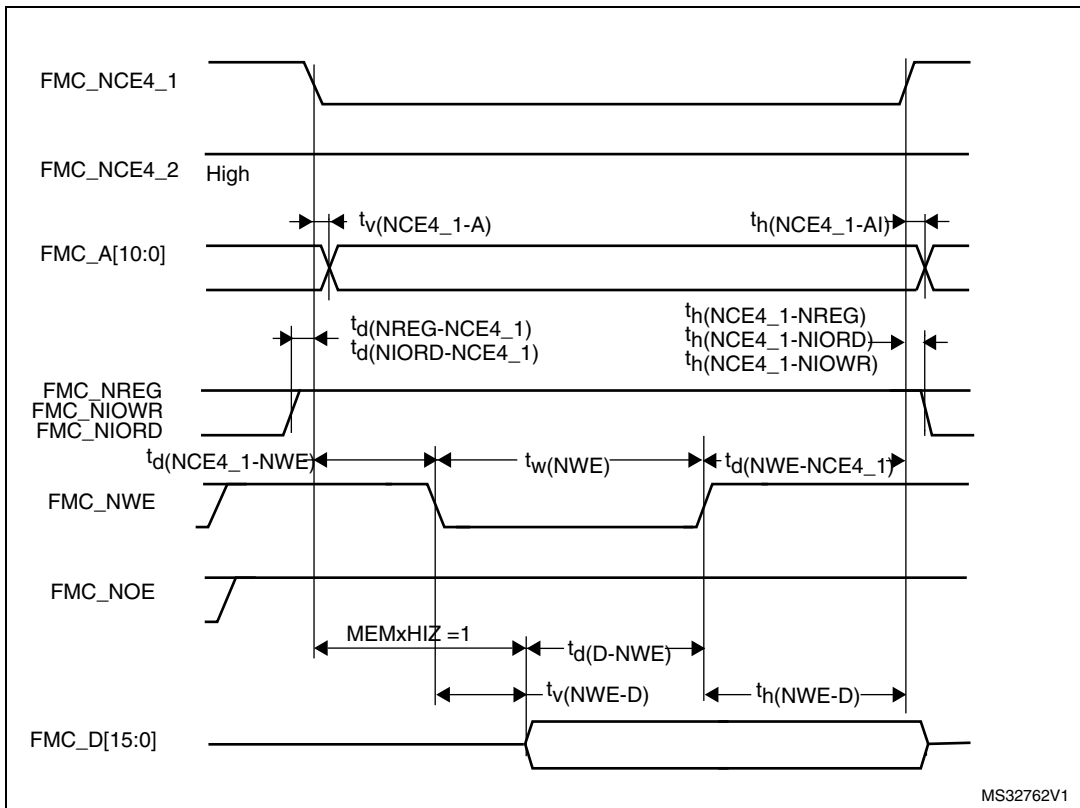 FMC_NCE4_1
FMC_NCE4_2 High
tv(NCE4_1-A)
th(NCE4_1-AI)
FMC_A[10:0]
td(NREG-NCE4_1)
td(NIORD-NCE4_1)
th(NCE4_1-NREG)
th(NCE4_1-NIORD)
th(NCE4_1-NIOWR)
FMC_NREG
FMC_NIOWR
FMC_NIORD
td(NCE4_1-NWE)
tw(NWE)
td(NWE-NCE4_1)
FMC_NWE
FMC_NOE
MEMxHIZ =1
td(D-NWE)
tv(NWE-D)
th(NWE-D)
FMC_D[15:0]
MS32762V1